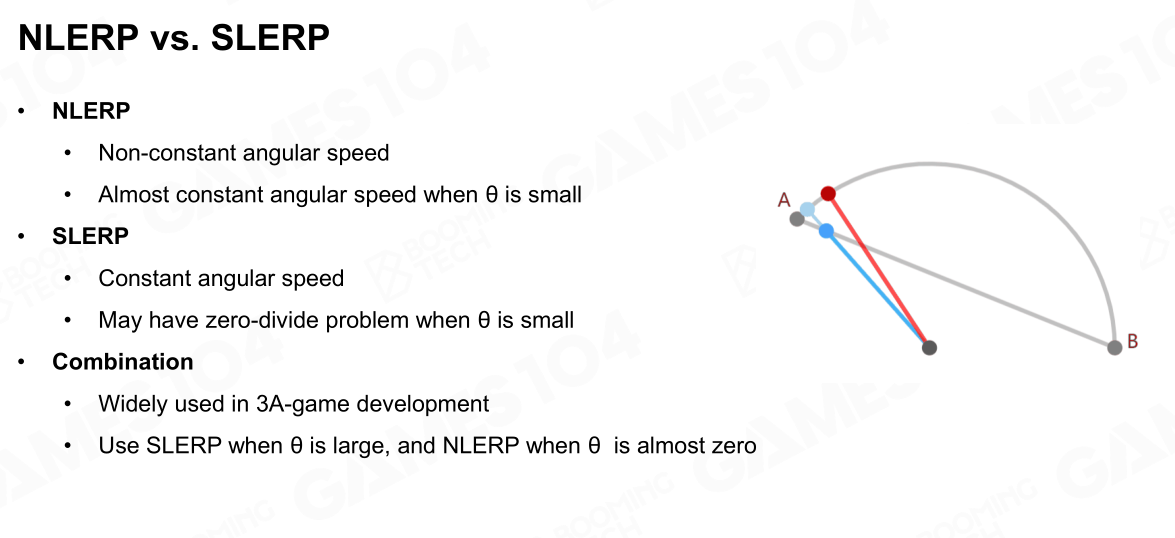 NLERP vs. SLERP
• NLERP
• Non-constant angular speed
• Almost constant angular speed when θ is small
• SLERP
• Constant angular speed
• May have zero-divide problem when θ is small
• Combination
• Widely used in 3A-game development
• Use SLERP when θ is large, and NLERP when θ  is almost zero
A
B
GAMES 104
BOOMING TECH